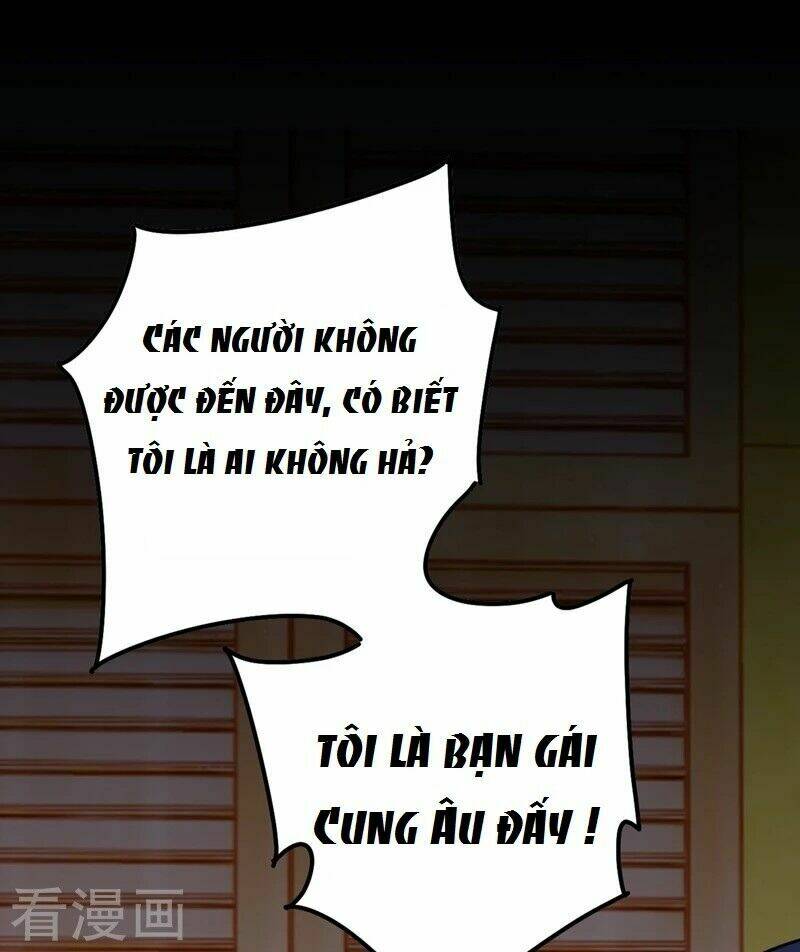 CÁC NGƯỜI KHÔNG
ĐƯỢC ĐẾN ĐÂY, CÓ BIẾT
TÔI LÀ AI KHÔNG HẢ?
TÔI LÀ BẠN GÁI
CUNG ÂU ĐẤY !
看漫画